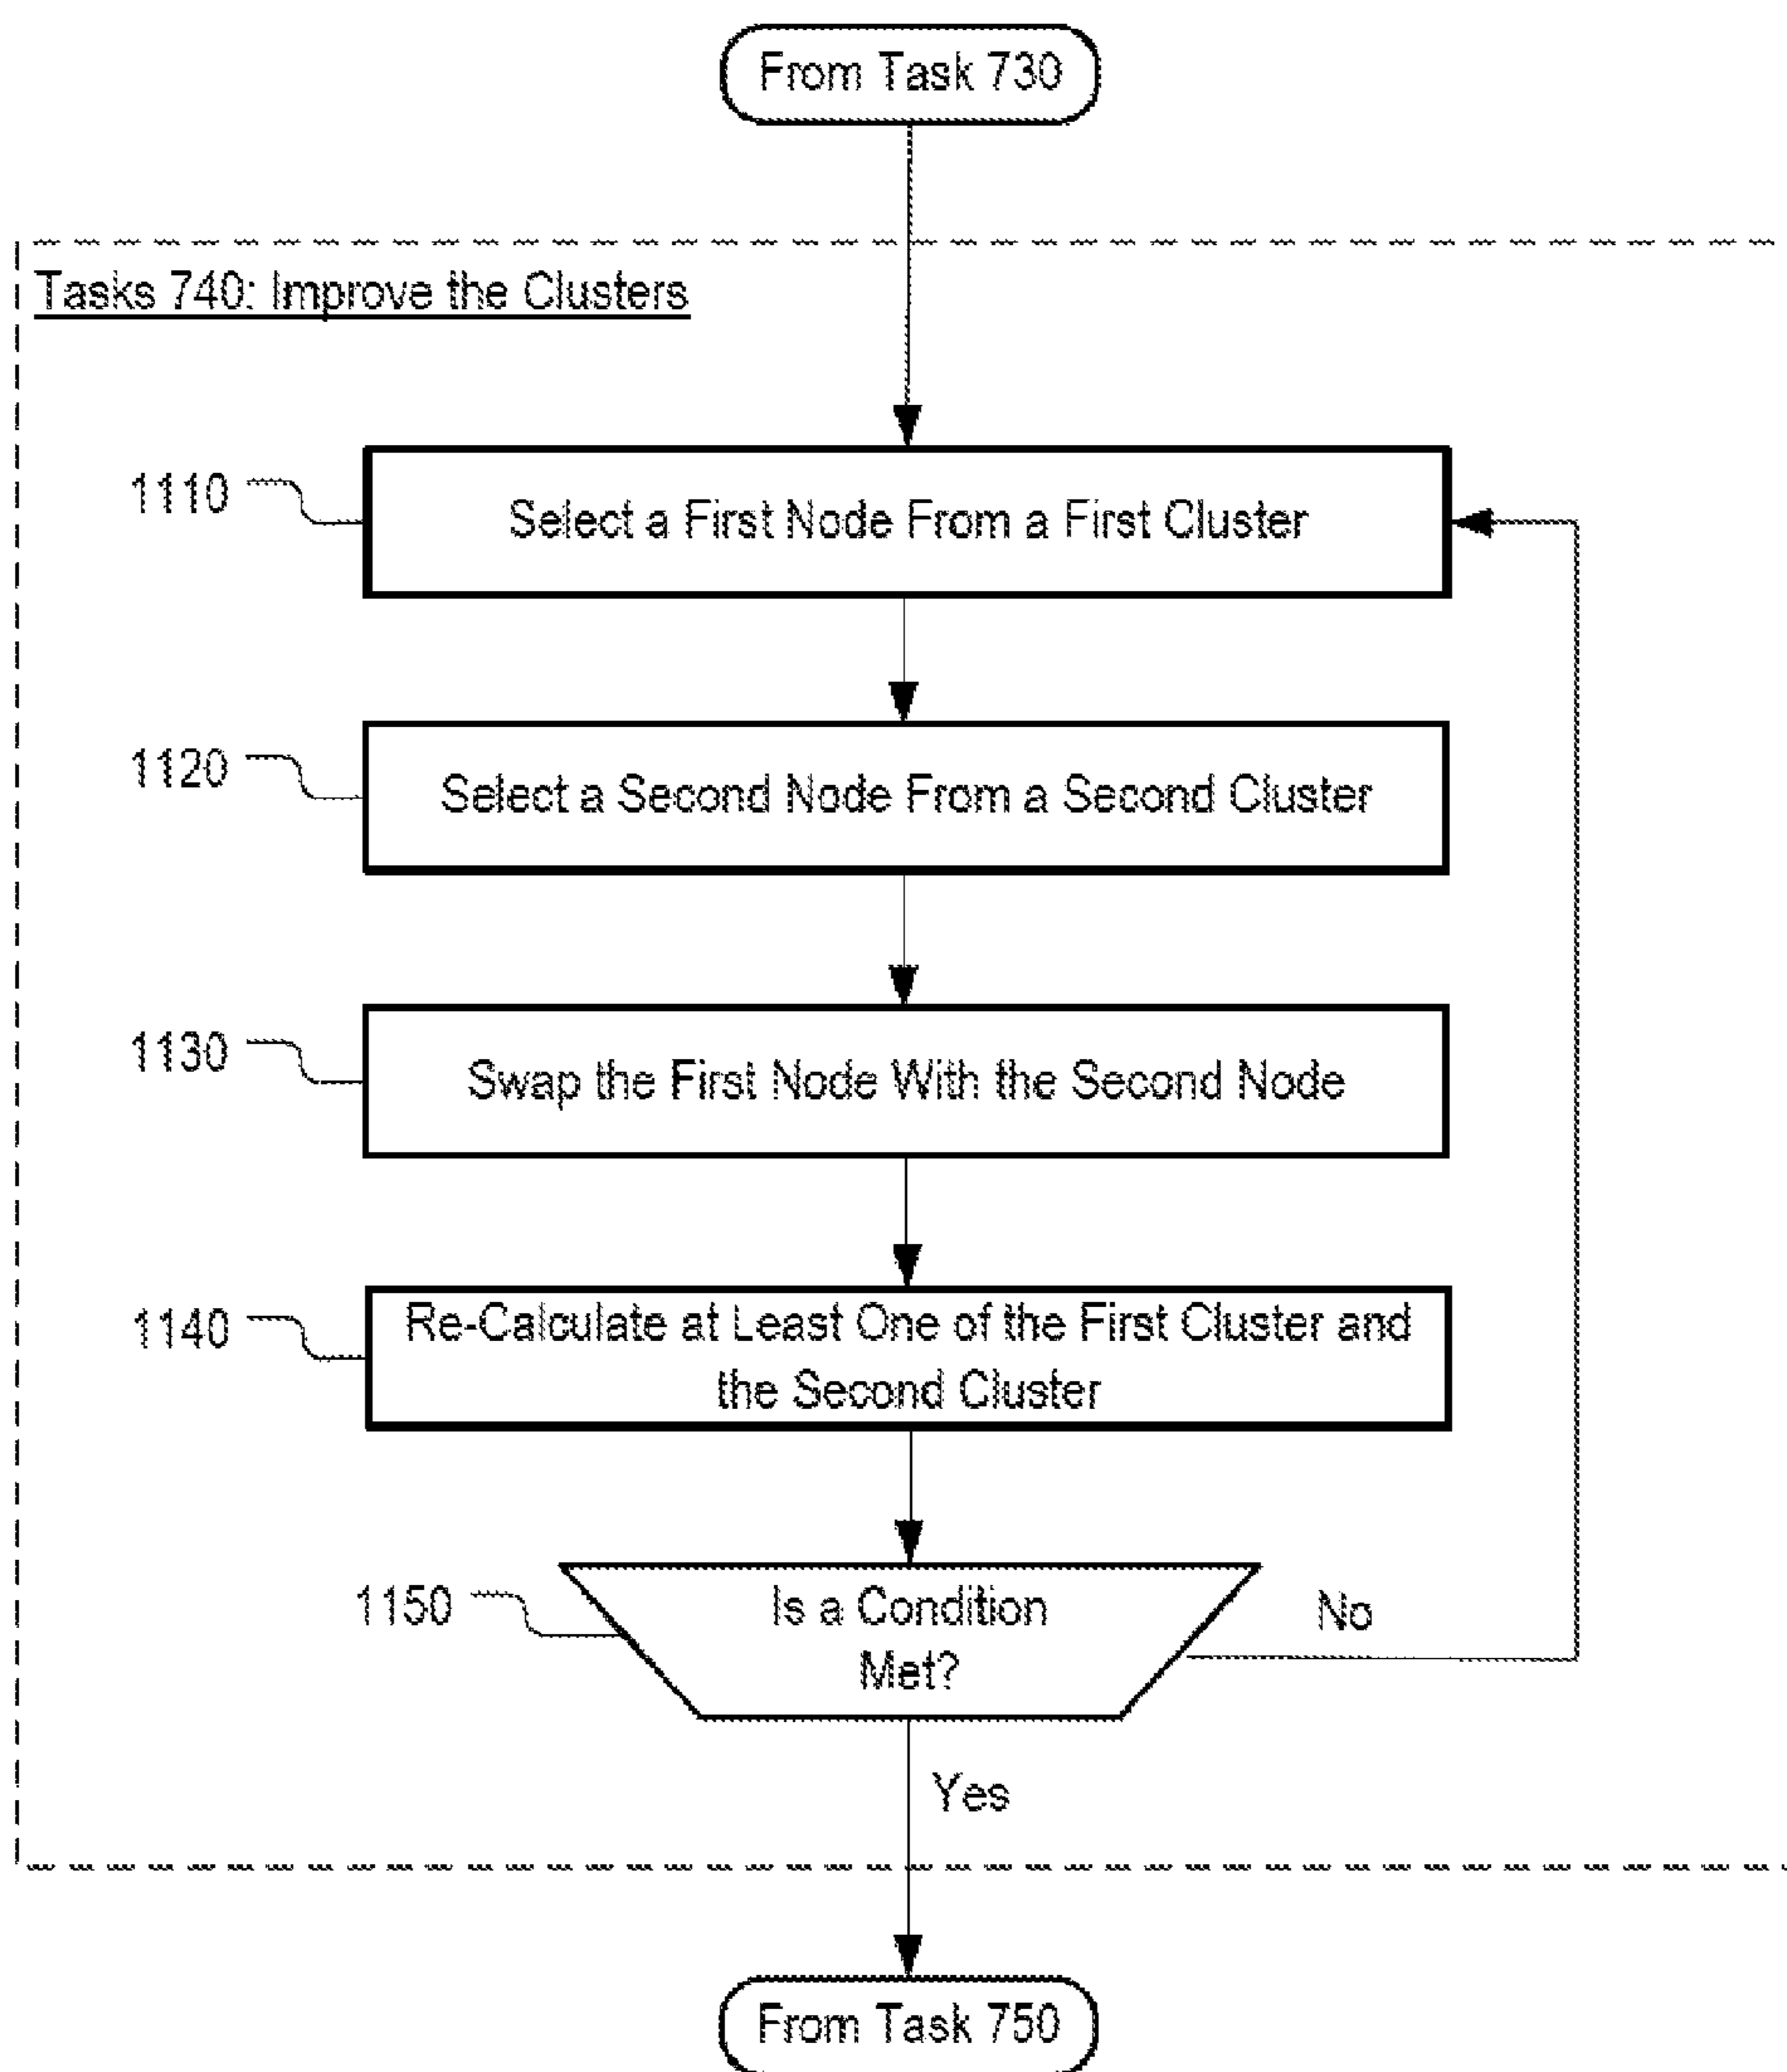 From Task 730
Tasks 740: Improve the Clusters
1110
Select a First Node From a First Cluster
1120
Select a Second Node From a Second Cluster
1130
Swap the First Node With the Second Node
1140
Re-Calculate at Least One of the First Cluster and
the Second Cluster
1150
Is a Condition
Met?
No
Yes
From Task 750